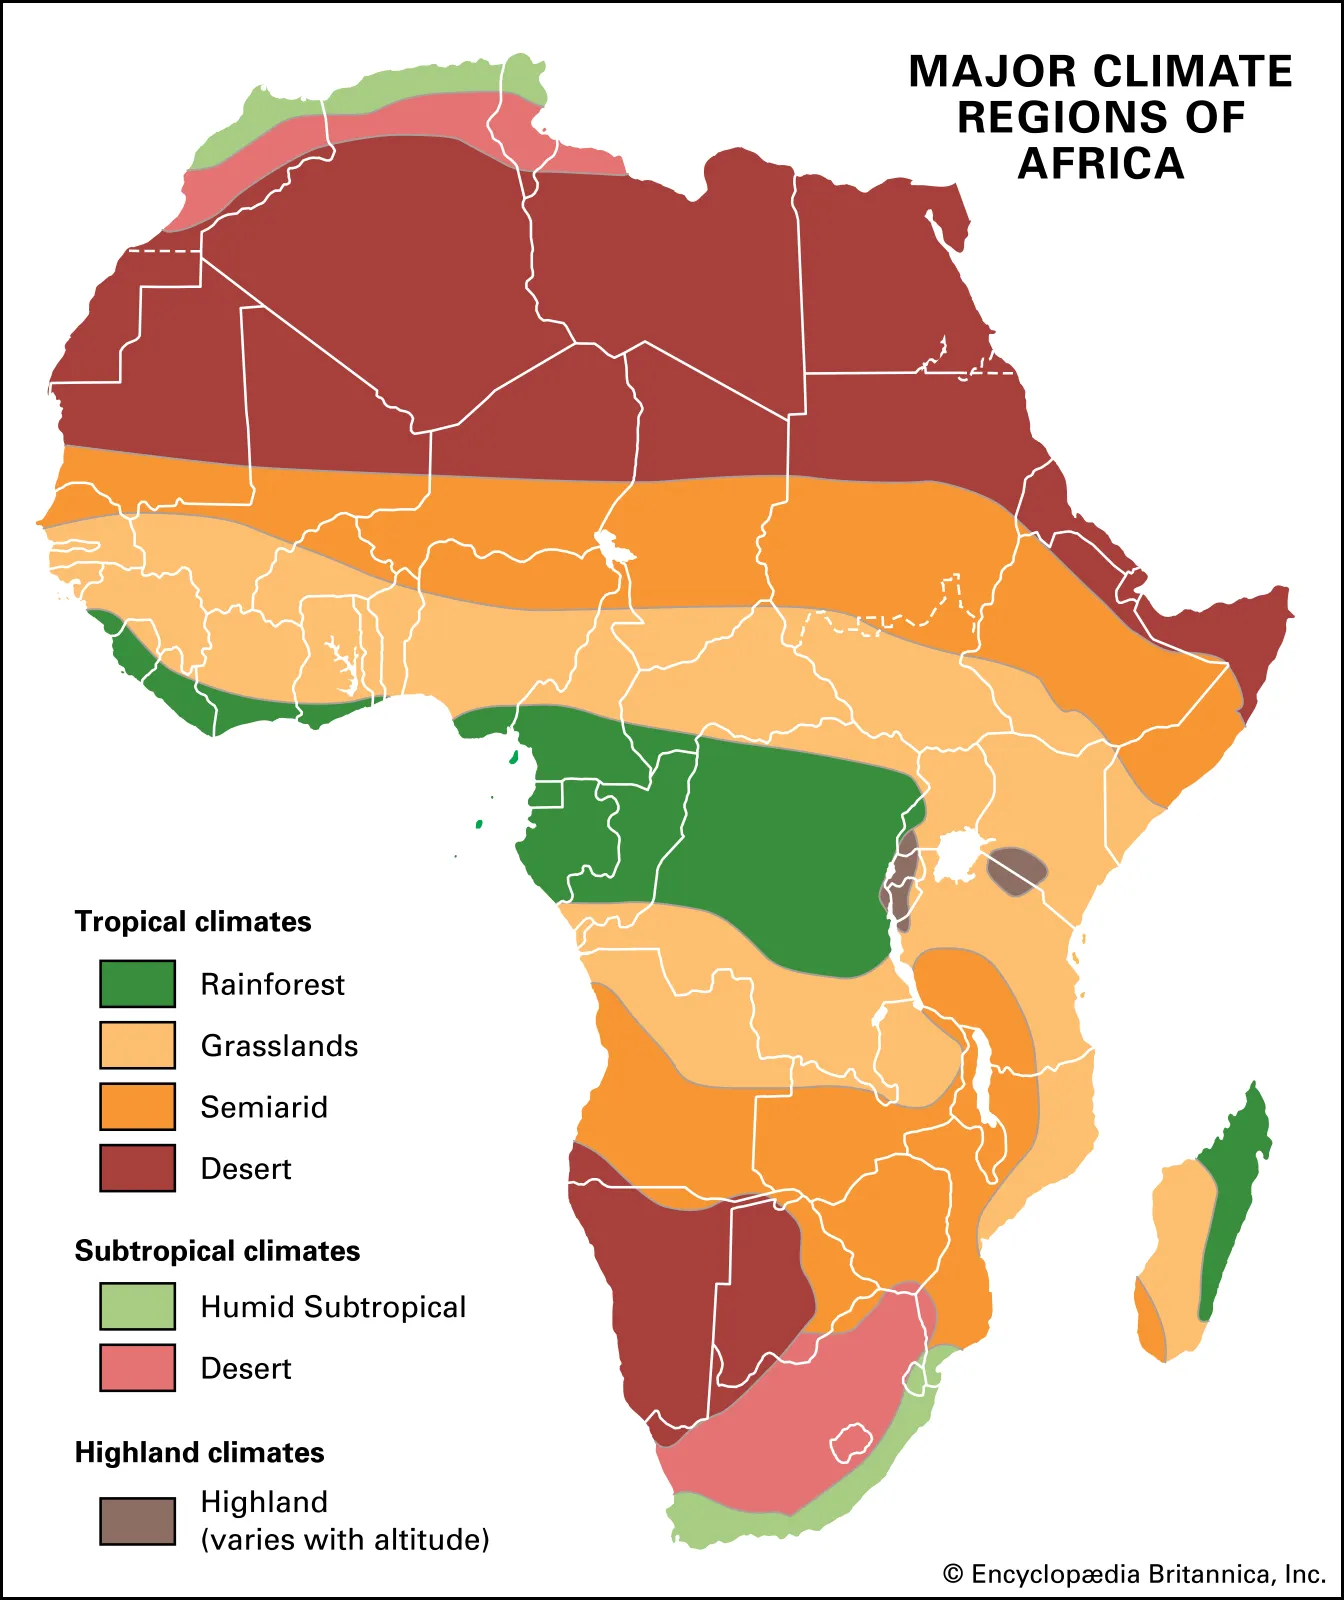 MAJOR CLIMATE
REGIONS OF
AFRICA
Tropical climates
Rainforest
Grasslands
Semiarid
Desert
Subtropical climates
Humid Subtropical
Desert
Highland climates
Highland
(varies with altitude)
© Encyclopædia Britannica, Inc.